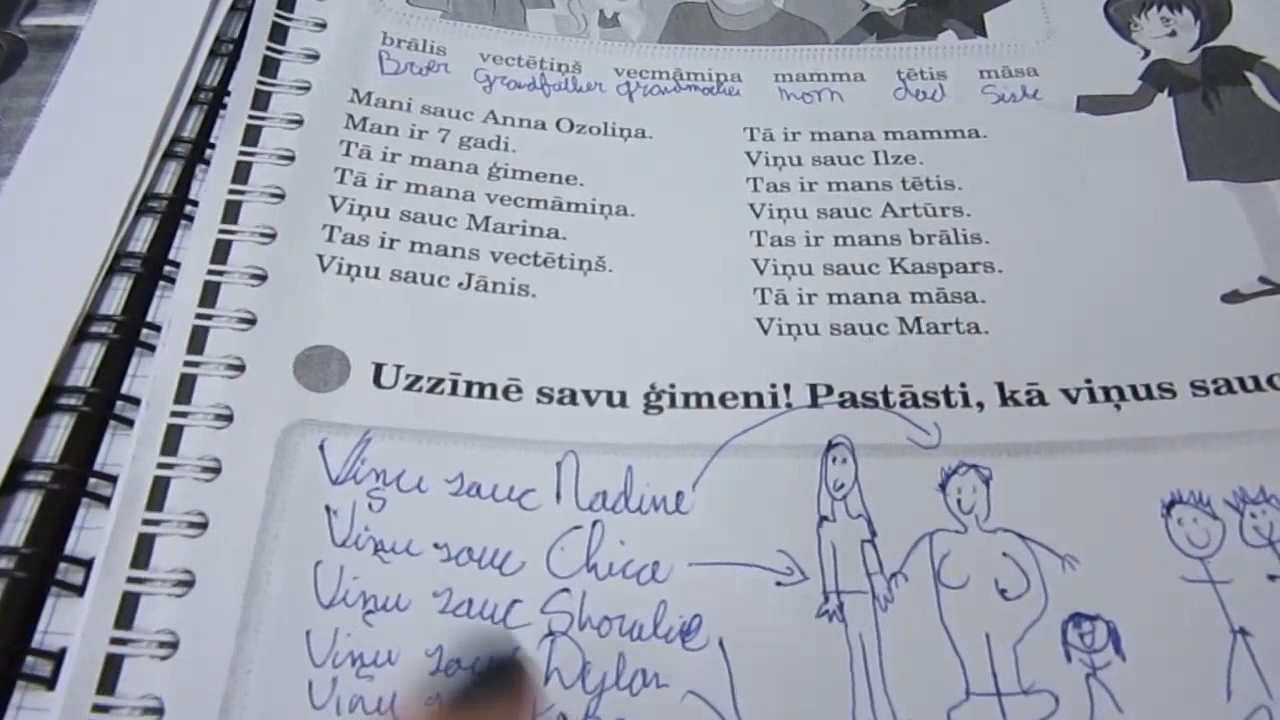 brālis vectētiņš vecmāmiņa mamma tētis māsa
Broer Grandfather grandmother mom dad Siste
Mani sauc Anna Ozoliņa.
Man ir 7 gadi.
Tā ir mana ģimene.
Tā ir mana vecmāmiņa.
Viņu sauc Marina.
Tas ir mans vectētiņš.
Viņu sauc Jānis.
Tā ir mana mamma.
Viņu sauc Ilze.
Tas ir mans tētis.
Viņu sauc Artūrs.
Tas ir mans brālis.
Viņu sauc Kaspars.
Tā ir mana māsa.
Viņu sauc Marta.
Uzzīmē savu ģimeni! Pastāsti, kā viņus sauc
Viņu sauc Nadine
Viņu sauc Chica
Viņu sauc
Viņu Dylan
Viņu